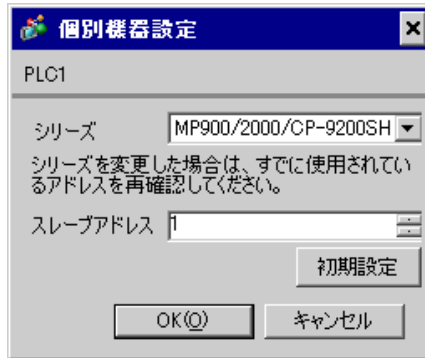 個別機器設定
PLC1
シリーズ MP900/2000/CP-9200SH
シリーズを変更した場合は、すでに使用されてい
るアドレスを再確認してください。
スレーブアドレス 1
初期設定
OK(O) キャンセル